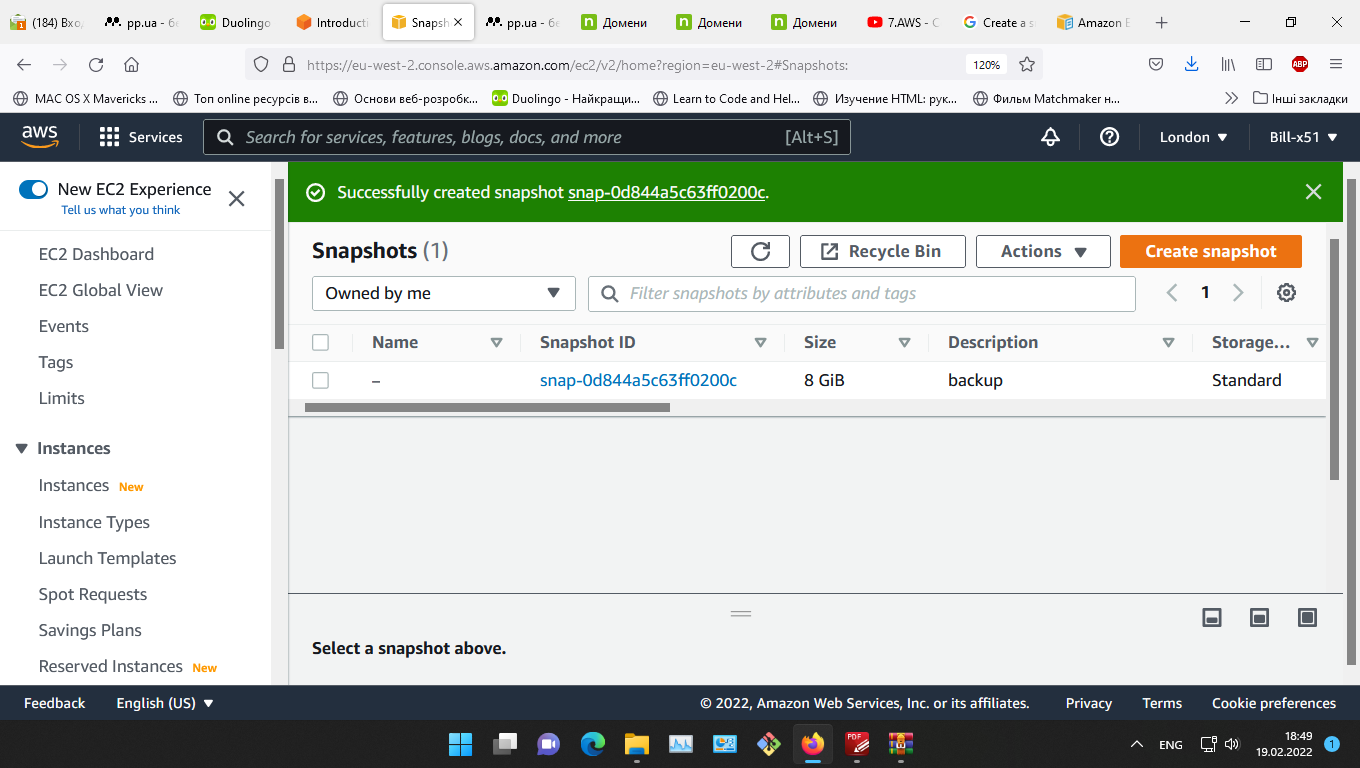 (184) Вхо
pp.ua - бе
Duolingo
Introducti
Snapsh
pp.ua - бе
Домени
Домени
Домени
7.AWS - C
Create a s
Amazon E
https://eu-west-2.console.aws.amazon.com/ec2/v2/home?region=eu-west-2#Snapshots:
120%
ABP
MAC OS X Mavericks ...
Топ online ресурсів в...
Основи веб-розробк...
Duolingo - Найкращи...
Learn to Code and Hel...
Изучение HTML: рук...
Фильм Matchmaker н...
Інші закладки
aws
Services
Search for services, features, blogs, docs, and more
[Alt+S]
London
Bill-x51
New EC2 Experience
Tell us what you think
EC2 Dashboard
EC2 Global View
Events
Tags
Limits
Instances
Instances New
Instance Types
Launch Templates
Spot Requests
Savings Plans
Reserved Instances New
Successfully created snapshot snap-0d844a5c63ff0200c.
Snapshots (1)
Recycle Bin
Actions
Create snapshot
Owned by me
Filter snapshots by attributes and tags
1
Name Snapshot ID Size Description Storage...
– snap-0d844a5c63ff0200c 8 GiB backup Standard
Select a snapshot above.
Feedback
English (US)
© 2022, Amazon Web Services, Inc. or its affiliates.
Privacy
Terms
Cookie preferences
PDF
ENG
18:49
19.02.2022
1